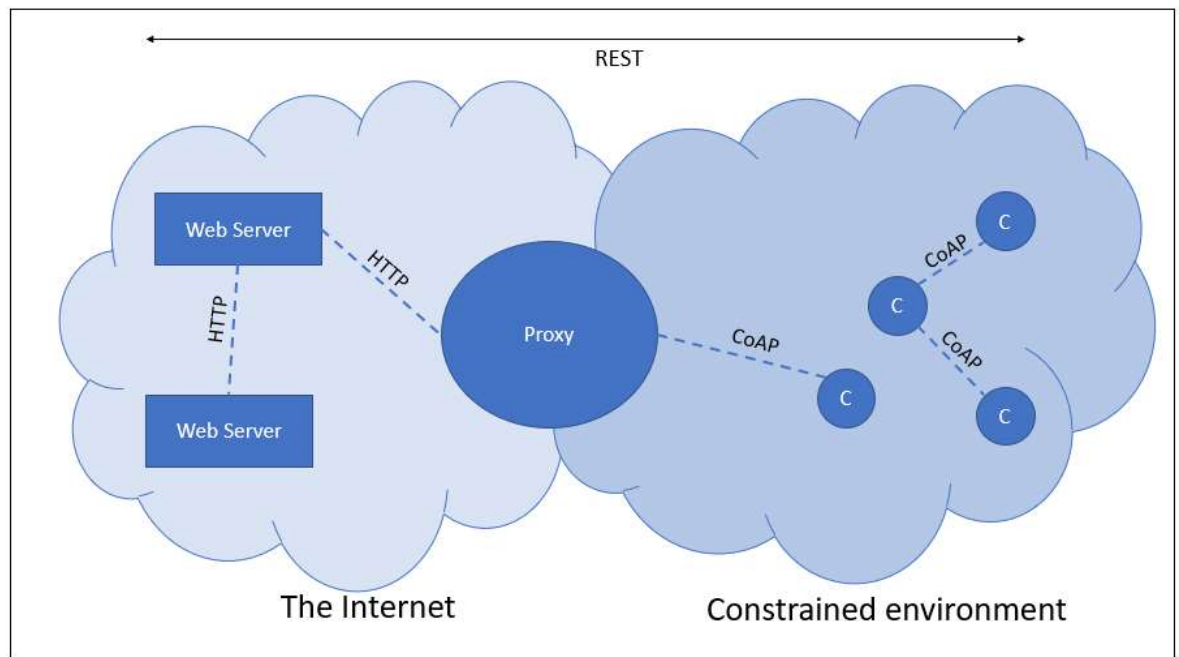 REST
Web Server
HTTP
HTTP
Web Server
Proxy
CoAP
C
C
CoAP
C
CoAP
C
The Internet
Constrained environment